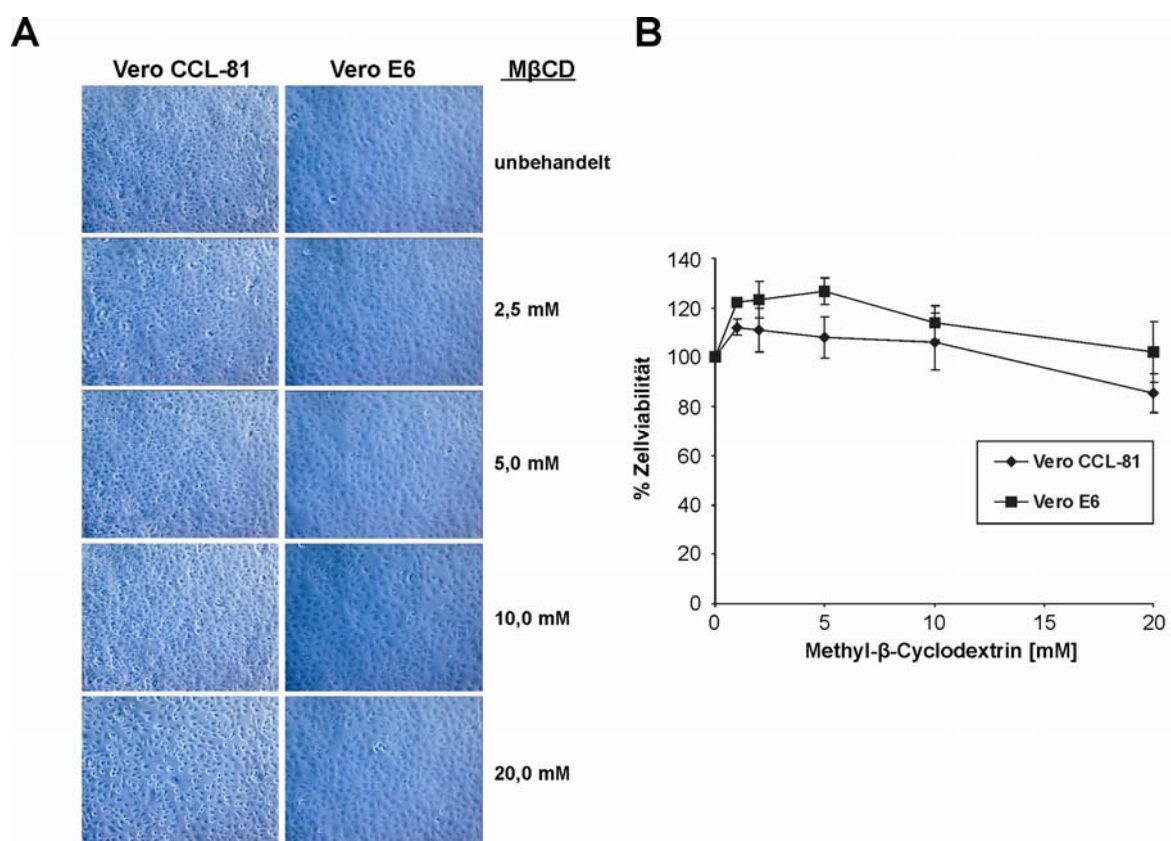 A
Vero CCL-81 Vero E6 MβCD
unbehandelt
2,5 mM
5,0 mM
10,0 mM
20,0 mM
B
140
120
100
80
60
40
20
0
% Zellviabilität
0 5 10 15 20
Methyl-β-Cyclodextrin [mM]
Vero CCL-81
Vero E6